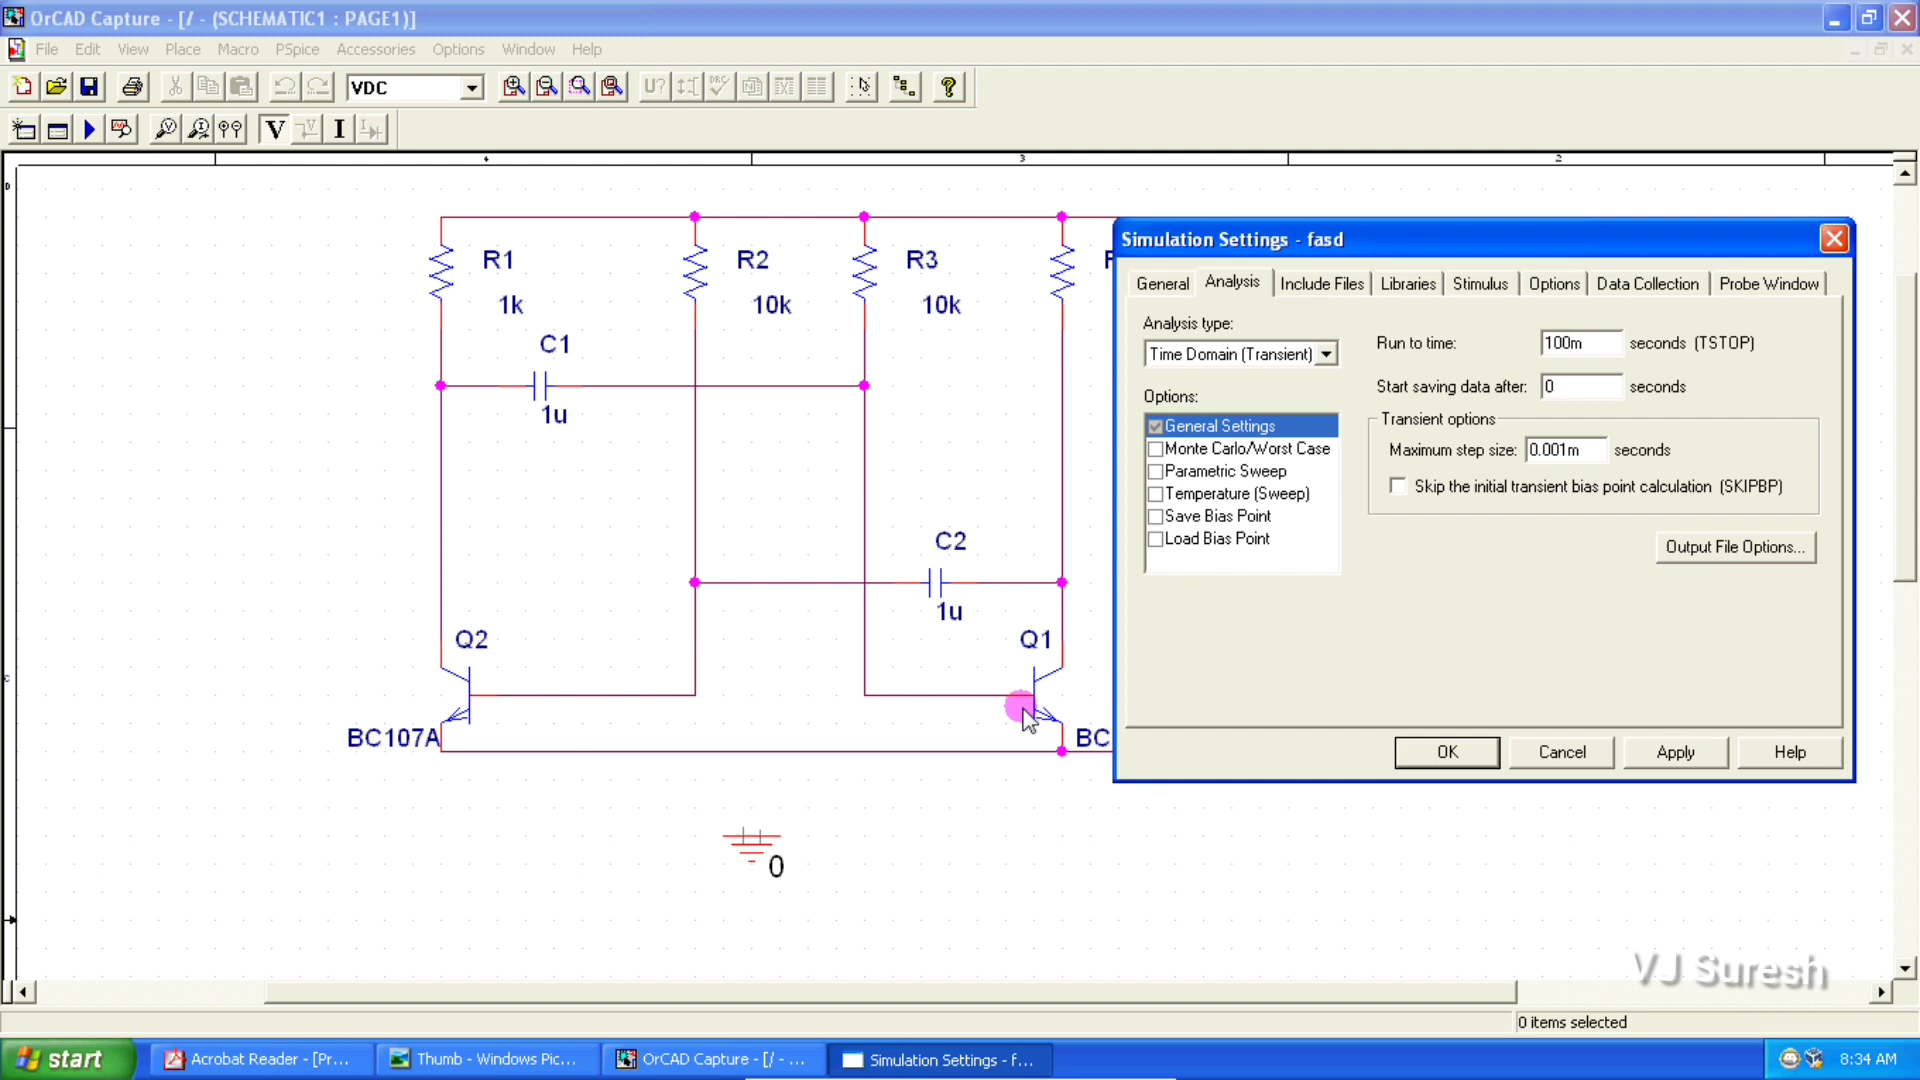 OrCAD Capture - [/ - (SCHEMATIC1 : PAGE1)]
File Edit View Place Macro PSpice Accessories Options Window Help
VDC U? DRC ?
V I
4 3 2
D
R1 R2 R3
1k 10k 10k
C1
1u
C2
1u
Q2 Q1
BC107A BC
C
0
Simulation Settings - fasd
General Analysis Include Files Libraries Stimulus Options Data Collection Probe Window
Analysis type:
Time Domain (Transient)
Options:
General Settings
Monte Carlo/Worst Case
Parametric Sweep
Temperature (Sweep)
Save Bias Point
Load Bias Point
Run to time: 100m seconds (TSTOP)
Start saving data after: 0 seconds
Transient options
Maximum step size: 0.001m seconds
Skip the initial transient bias point calculation (SKIPBP)
Output File Options...
OK Cancel Apply Help
VJ Suresh
0 items selected
start Acrobat Reader - [Pr... Thumb - Windows Pic... OrCAD Capture - [/ - ... Simulation Settings - f... 8:34 AM